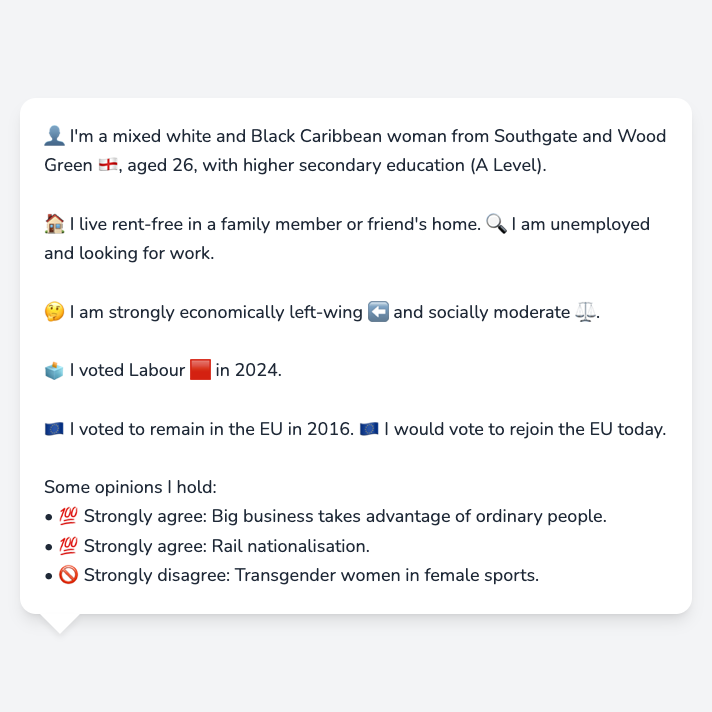 👤 I'm a mixed white and Black Caribbean woman from Southgate and Wood
Green 🏴󠁧󠁢󠁥󠁮󠁧󠁿, aged 26, with higher secondary education (A Level).
🏠 I live rent-free in a family member or friend's home. 🔍 I am unemployed
and looking for work.
🤔 I am strongly economically left-wing ⬅️ and socially moderate ⚖️.
🗳️ I voted Labour 🟥 in 2024.
🇪🇺 I voted to remain in the EU in 2016. 🇪🇺 I would vote to rejoin the EU today.
Some opinions I hold:
• 💯 Strongly agree: Big business takes advantage of ordinary people.
• 💯 Strongly agree: Rail nationalisation.
• 🚫 Strongly disagree: Transgender women in female sports.